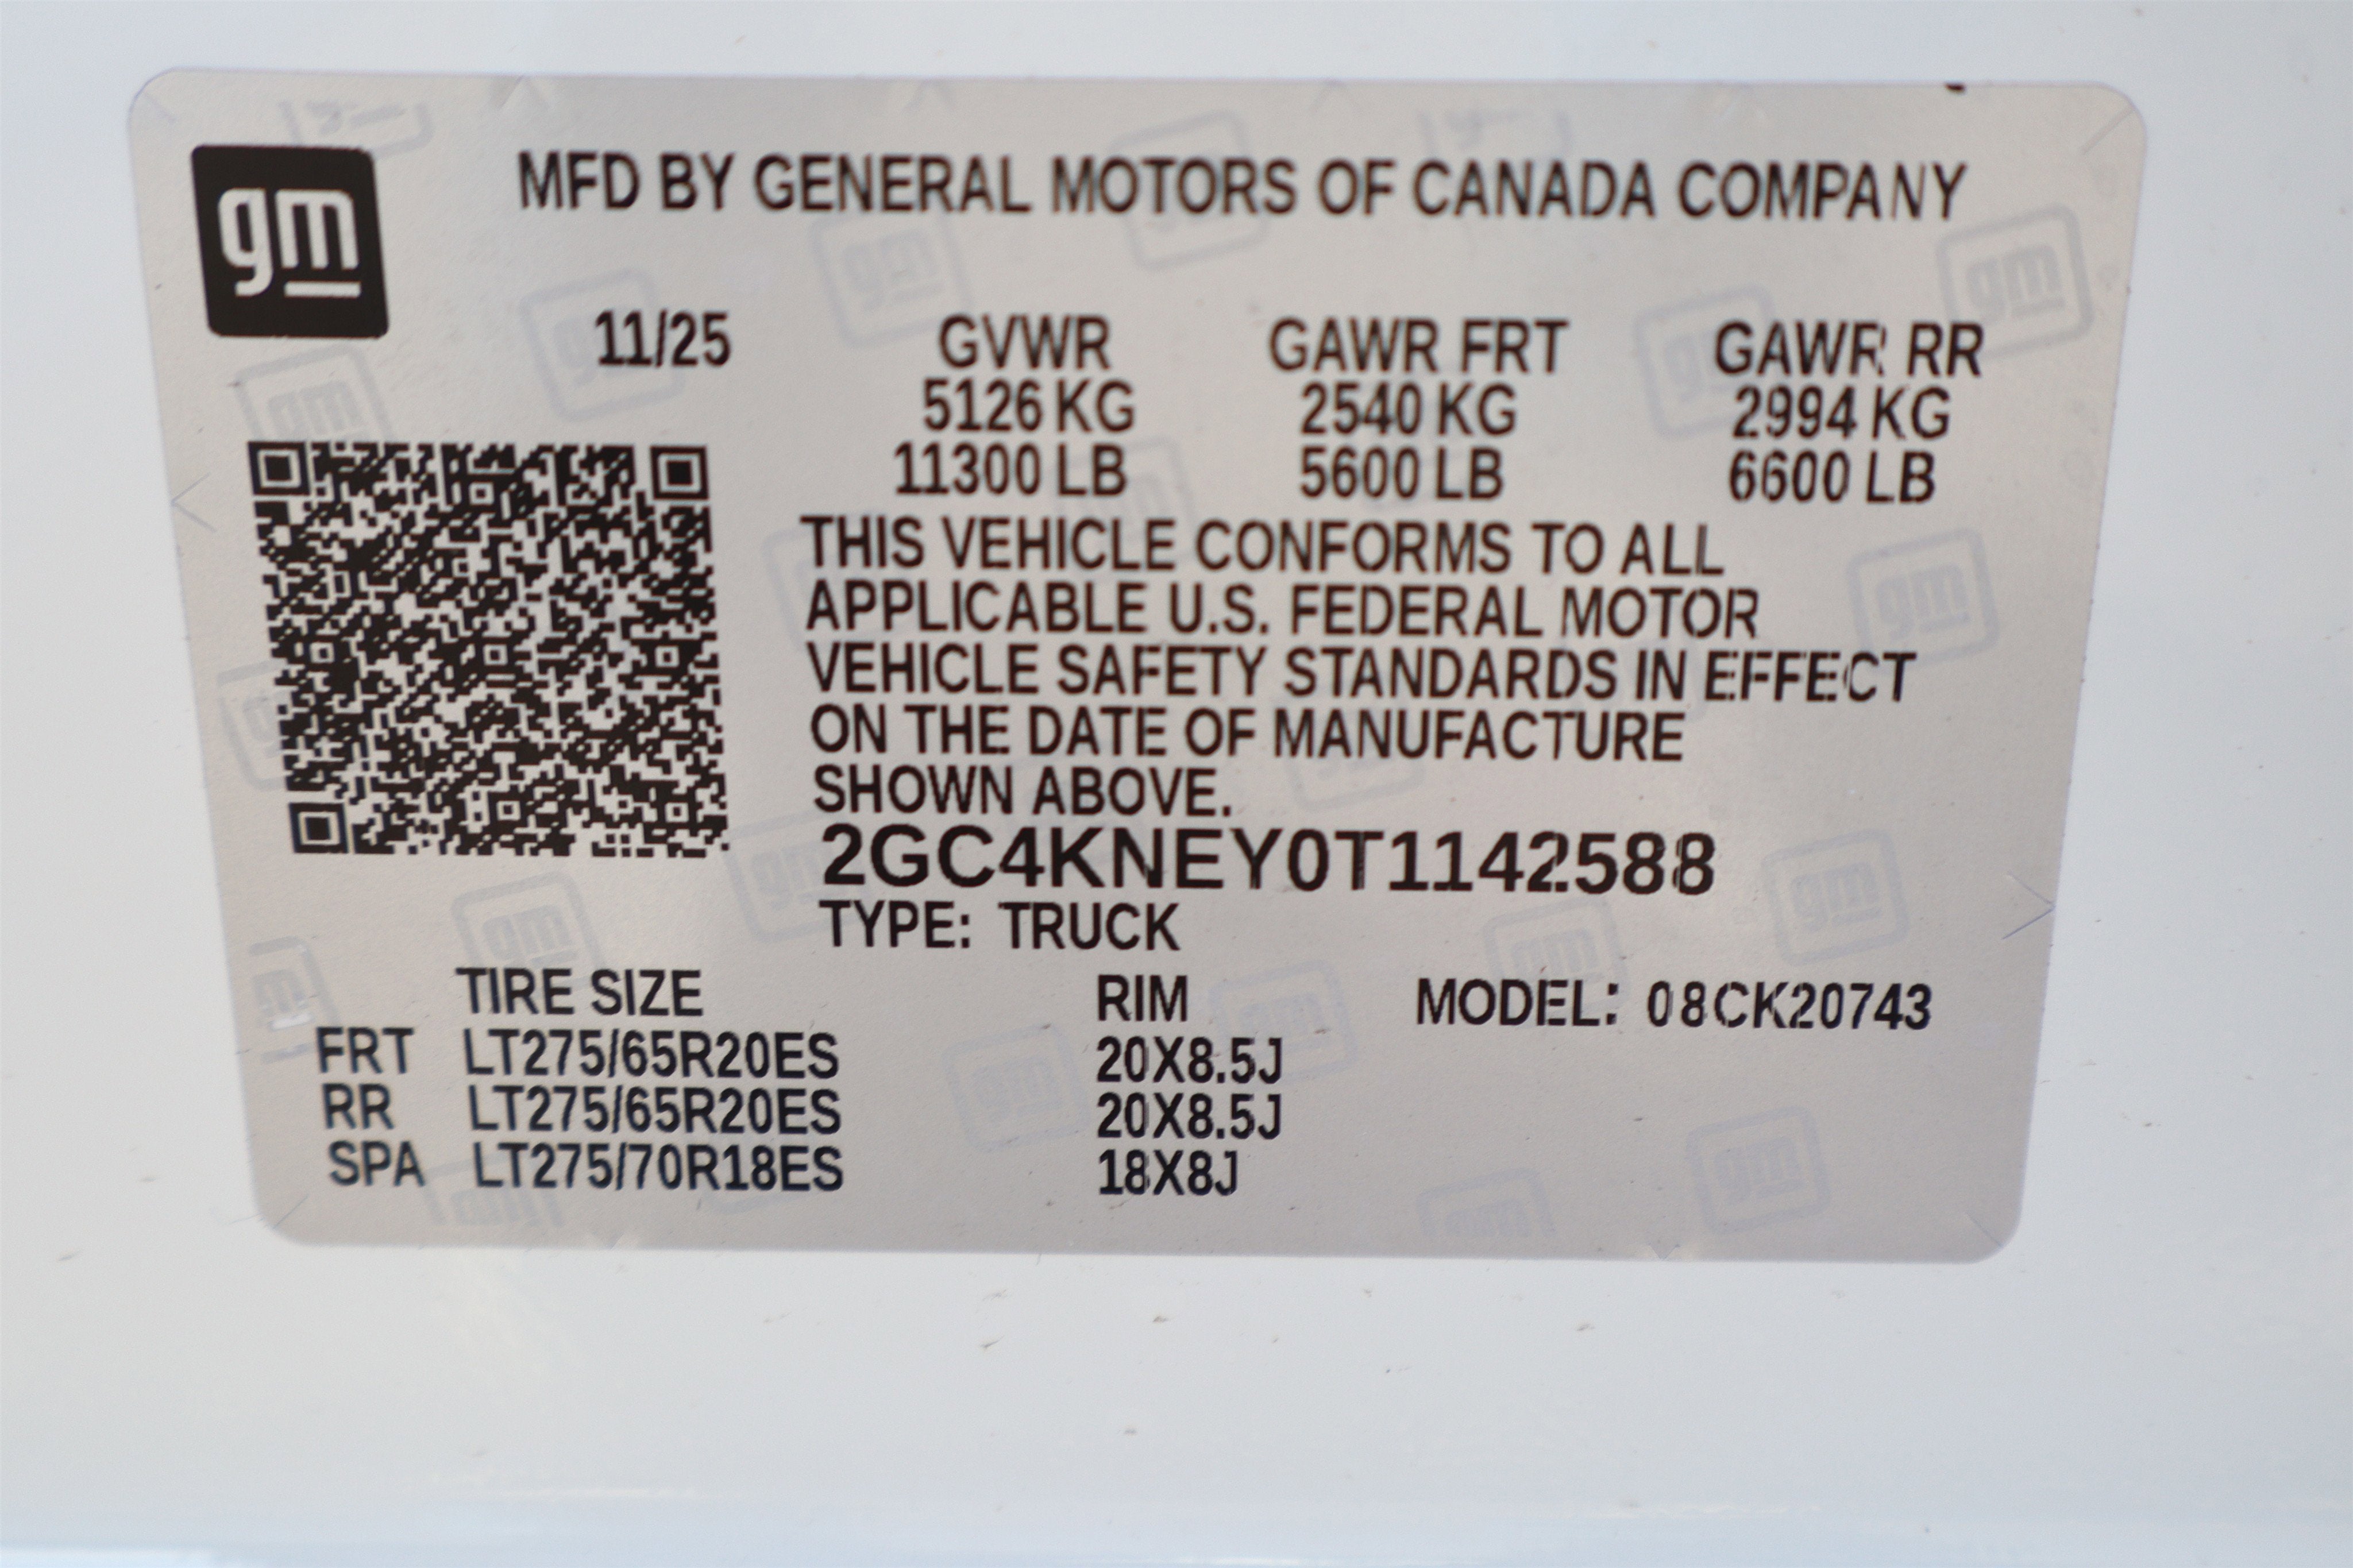 gm
MFD BY GENERAL MOTORS OF CANADA COMPANY
11/25 GVWR GAWR FRT GAWR RR
5126 KG 2540 KG 2994 KG
11300 LB 5600 LB 6600 LB
THIS VEHICLE CONFORMS TO ALL
APPLICABLE U.S. FEDERAL MOTOR
VEHICLE SAFETY STANDARDS IN EFFECT
ON THE DATE OF MANUFACTURE
SHOWN ABOVE.
2GC4KNEY0T1142588
TYPE: TRUCK
TIRE SIZE RIM MODEL: 08CK20743
FRT LT275/65R20ES 20X8.5J
RR LT275/65R20ES 20X8.5J
SPA LT275/70R18ES 18X8J